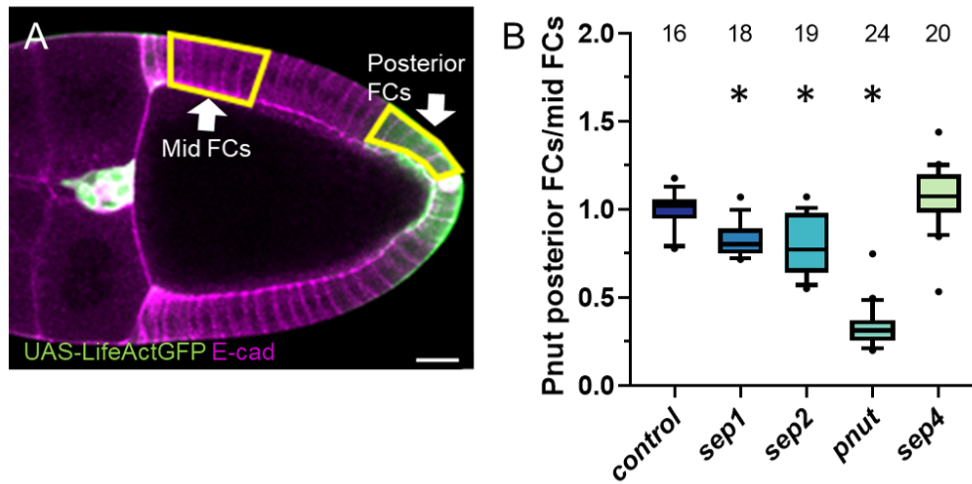 A
Posterior
FCs
Mid FCs
UAS-LifeActGFP E-cad
B
16 18 19 24 20
* * *
2.0
1.5
1.0
0.5
0.0
Pnut posterior FCs/mid FCs
control
sep1
sep2
pnut
sep4